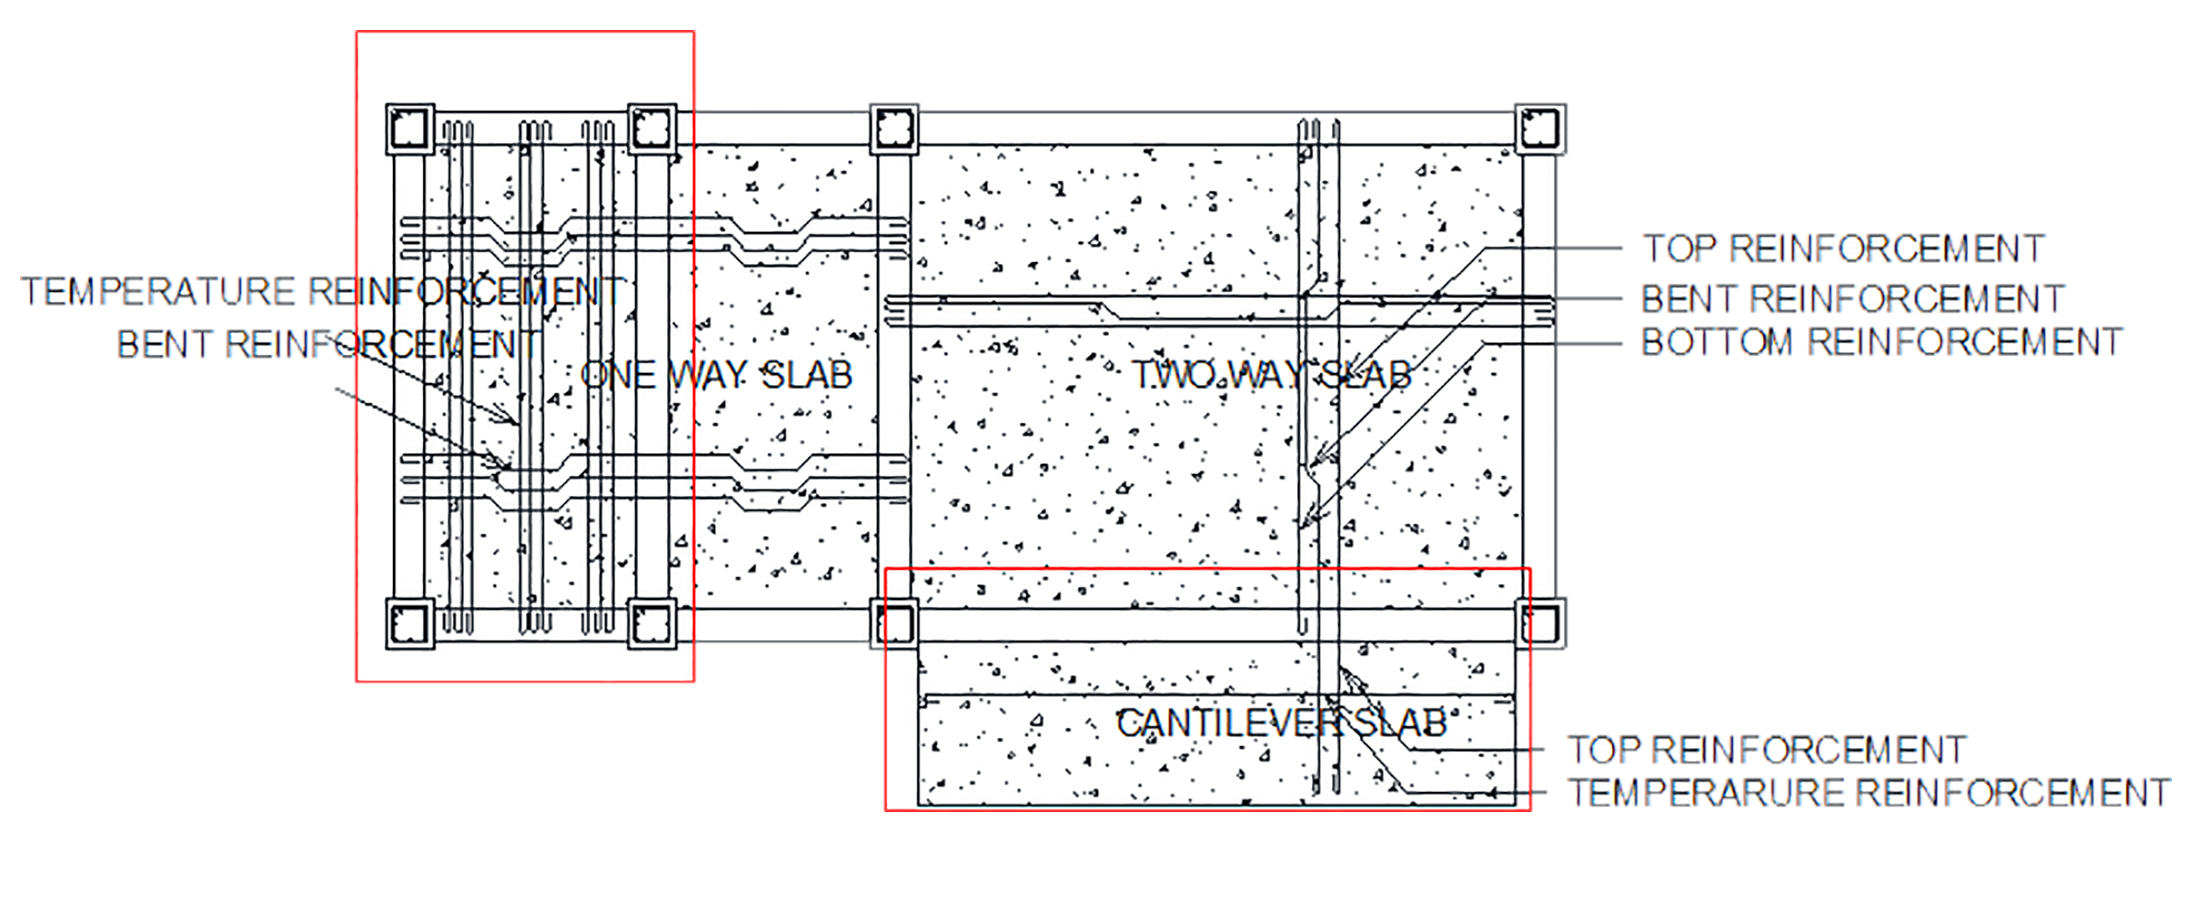 TOP REINFORCEMENT
TEMPERATURE REINFORCEMENT
BENT REINFORCEMENT
BENT REINFORCEMENT
BOTTOM REINFORCEMENT
ONE WAY SLAB
TWO WAY SLAB
CANTILEVER SLAB
TOP REINFORCEMENT
TEMPERARURE REINFORCEMENT